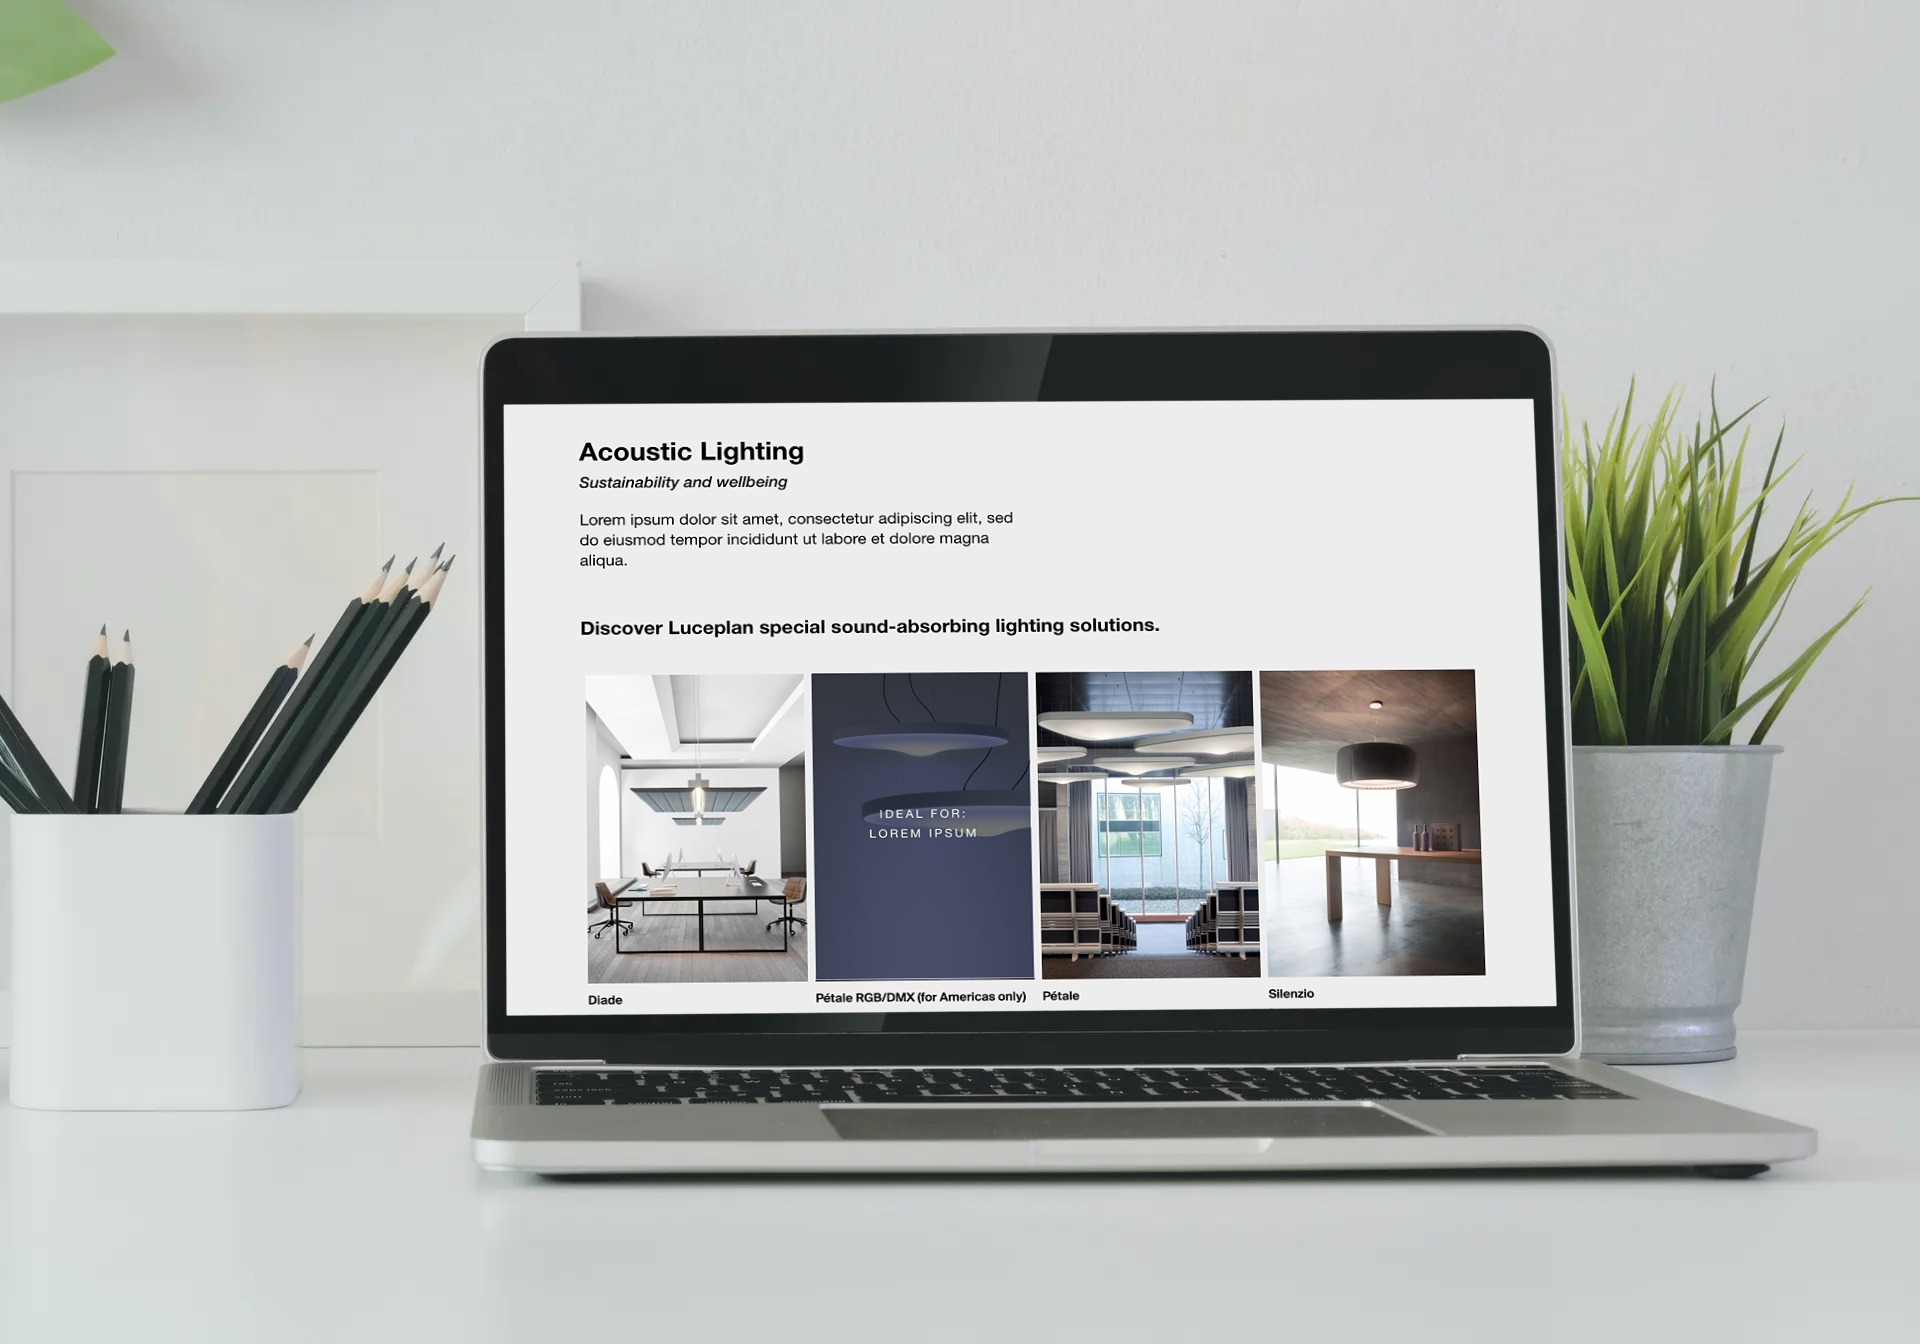 Acoustic Lighting
Sustainability and wellbeing
Lorem ipsum dolor sit amet, consectetur adipiscing elit, sed
do eiusmod tempor incididunt ut labore et dolore magna
aliqua.
Discover Luceplan special sound-absorbing lighting solutions.
IDEAL FOR:
LOREM IPSUM
Diade
Pétale RGB/DMX (for Americas only)
Pétale
Silenzio